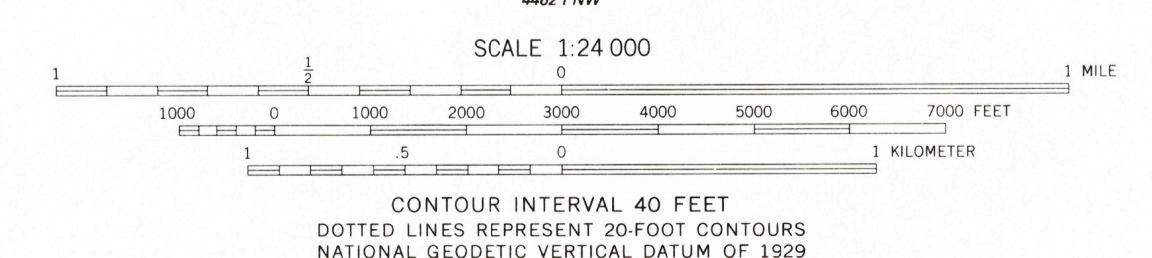 4462 I NW
SCALE 1:24 000
1 1/2 0 1 MILE
1000 0 1000 2000 3000 4000 5000 6000 7000 FEET
1 .5 0 1 KILOMETER
CONTOUR INTERVAL 40 FEET
DOTTED LINES REPRESENT 20-FOOT CONTOURS
NATIONAL GEODETIC VERTICAL DATUM OF 1929